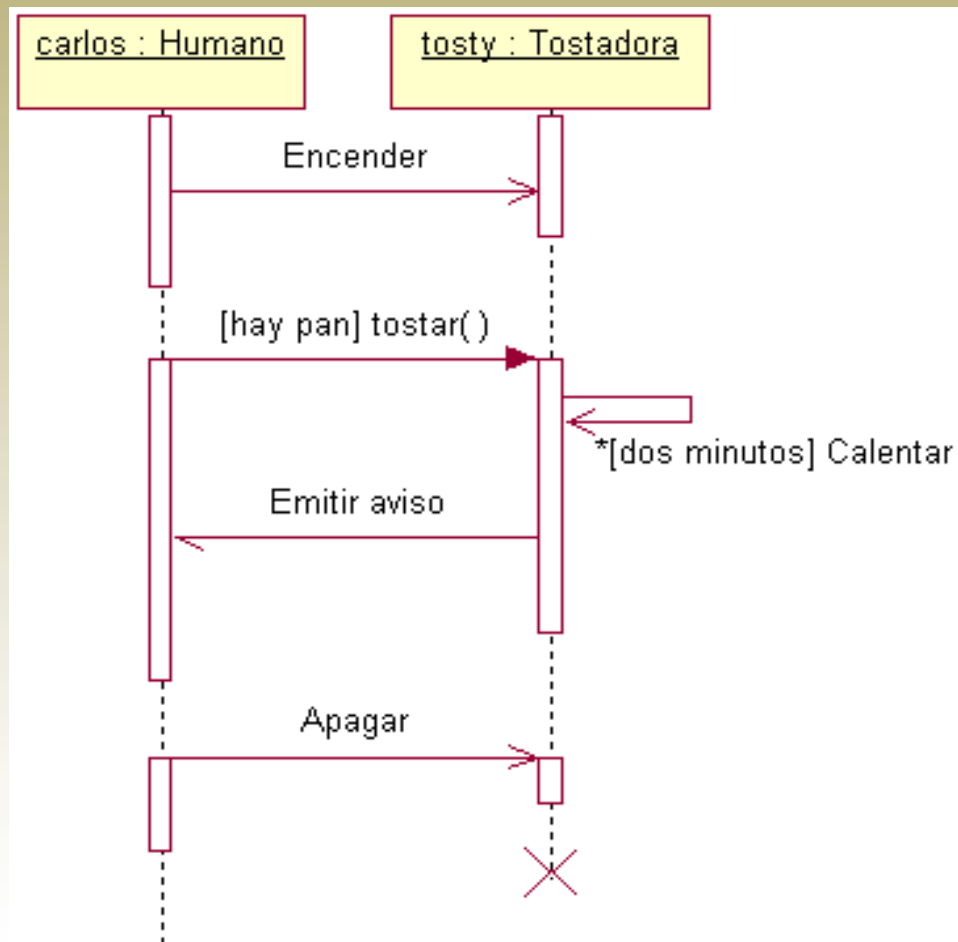 carlos : Humano
tosty : Tostadora
Encender
[hay pan] tostar( )
*[dos minutos] Calentar
Emitir aviso
Apagar